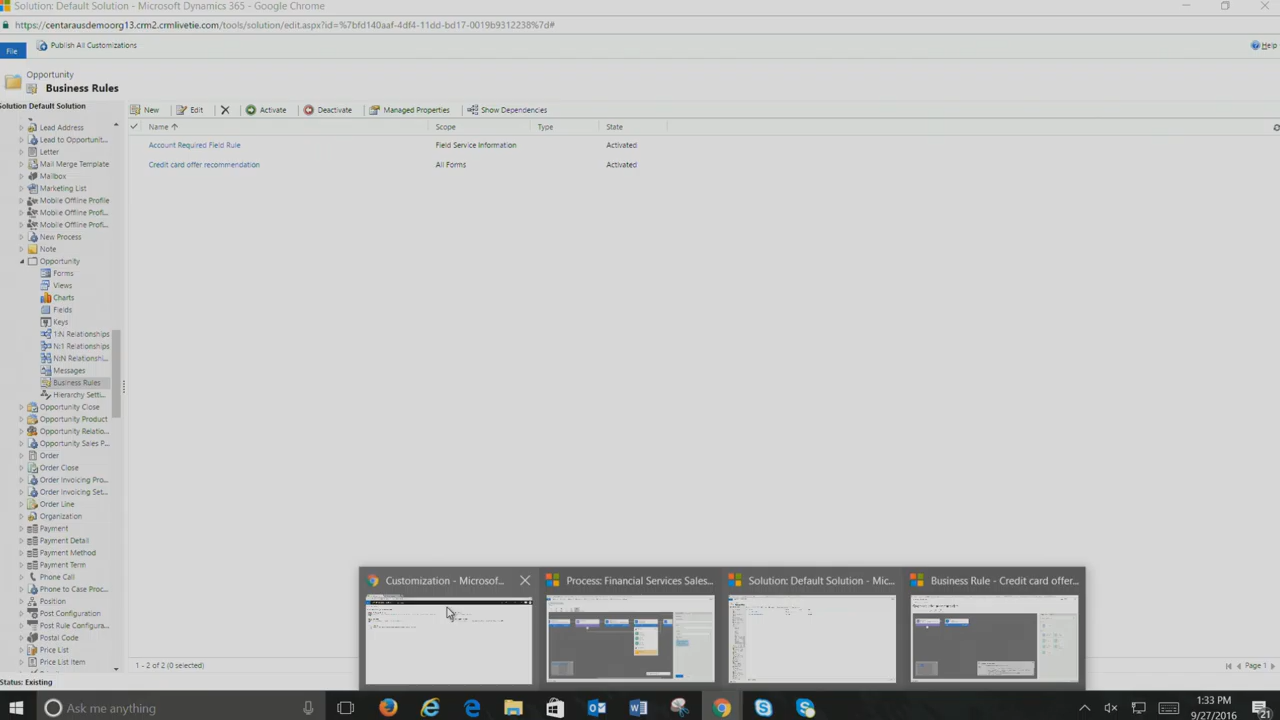 Solution: Default Solution - Microsoft Dynamics 365 - Google Chrome
https://centarausdemoorg13.crm2.crmlivetie.com/tools/solution/edit.aspx?id=%7bfd140aaf-4df4-11dd-bd17-0019b9312238%7d#
File
Publish All Customizations
Help
Opportunity
Business Rules
Solution Default Solution
New
Edit
Activate
Deactivate
Managed Properties
Show Dependencies
Name
Scope
Type
State
Account Required Field Rule
Field Service Information
Activated
Credit card offer recommendation
All Forms
Activated
Lead Address
Lead to Opportunit...
Letter
Mail Merge Template
Mailbox
Marketing List
Mobile Offline Profile
Mobile Offline Profi...
Mobile Offline Profi...
New Process
Note
Opportunity
Forms
Views
Charts
Fields
Keys
1:N Relationships
N:1 Relationships
N:N Relationshi...
Messages
Business Rules
Hierarchy Setti...
Opportunity Close
Opportunity Product
Opportunity Relatio...
Opportunity Sales P...
Order
Order Close
Order Invoicing Pro...
Order Invoicing Set...
Order Line
Organization
Payment
Payment Detail
Payment Method
Payment Term
Phone Call
Phone to Case Proc...
Position
Post Configuration
Post Rule Configura...
Postal Code
Price List
Price List Item
Status: Existing
1 - 2 of 2 (0 selected)
Page 1
Customization - Microsof...
Process: Financial Services Sales...
Solution: Default Solution - Mic...
Business Rule - Credit card offer...
Ask me anything
1:33 PM
9/27/2016
21